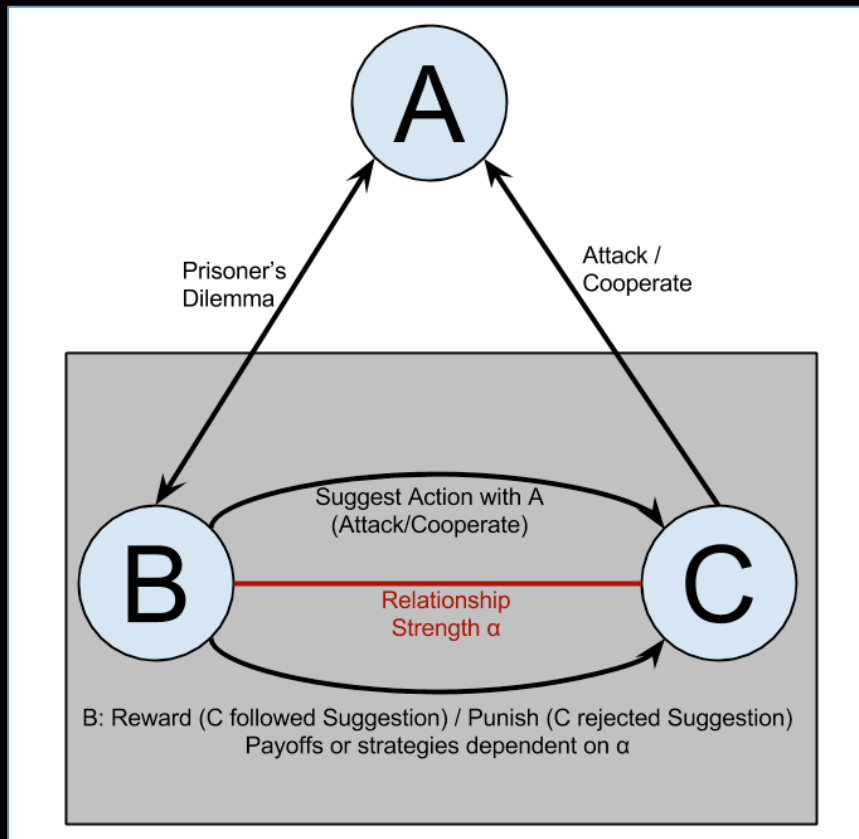 A
Prisoner's
Dilemma
Attack /
Cooperate
Suggest Action with A
(Attack/Cooperate)
B
C
Relationship
Strength α
B: Reward (C followed Suggestion) / Punish (C rejected Suggestion)
Payoffs or strategies dependent on α